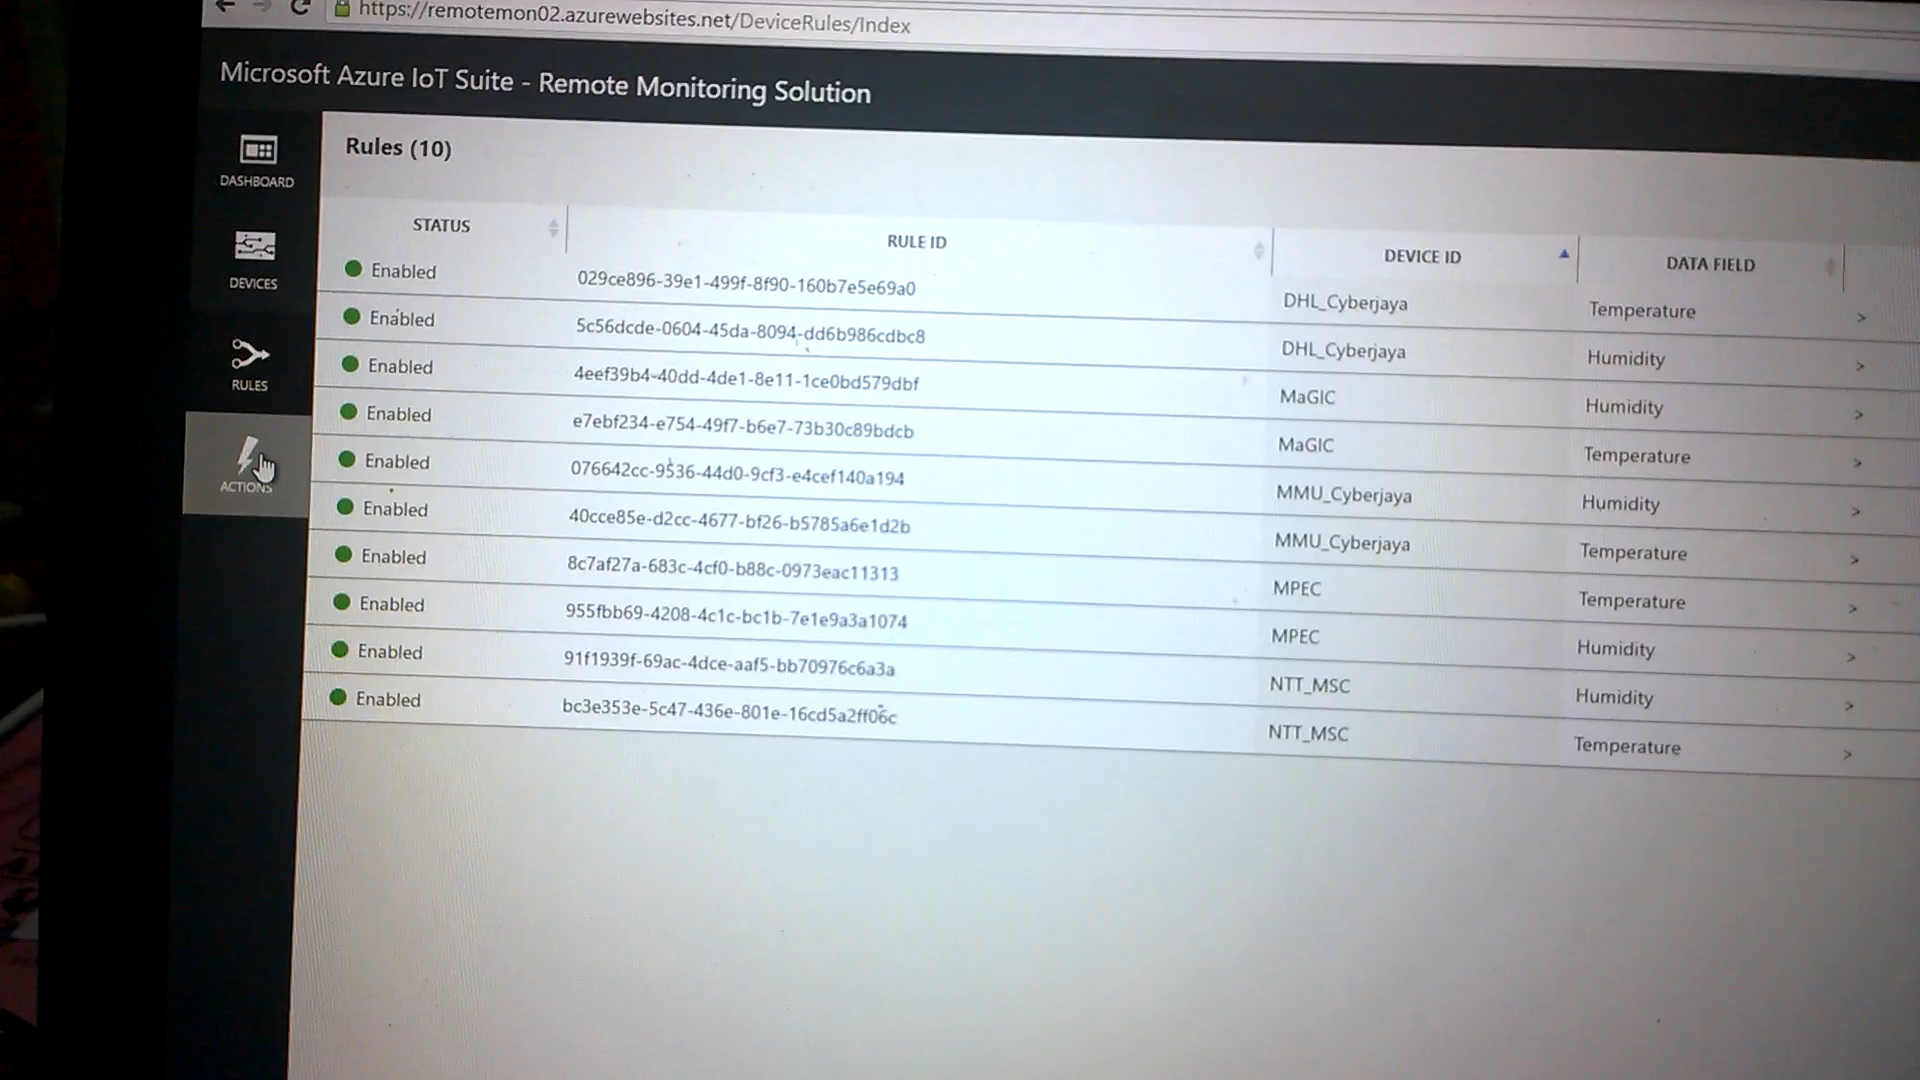 https://remotemon02.azurewebsites.net/DeviceRules/Index
Microsoft Azure IoT Suite - Remote Monitoring Solution
DASHBOARD
DEVICES
RULES
ACTIONS
Rules (10)
STATUS RULE ID DEVICE ID DATA FIELD
Enabled 029ce896-39e1-499f-8f90-160b7e5e69a0 DHL_Cyberjaya Temperature >
Enabled 5c56dcde-0604-45da-8094-dd6b986cdbc8 DHL_Cyberjaya Humidity >
Enabled 4eef39b4-40dd-4de1-8e11-1ce0bd579dbf MaGIC Humidity >
Enabled e7ebf234-e754-49f7-b6e7-73b30c89bdcb MaGIC Temperature >
Enabled 076642cc-9536-44d0-9cf3-e4cef140a194 MMU_Cyberjaya Humidity >
Enabled 40cce85e-d2cc-4677-bf26-b5785a6e1d2b MMU_Cyberjaya Temperature >
Enabled 8c7af27a-683c-4cf0-b88c-0973eac11313 MPEC Temperature >
Enabled 955fbb69-4208-4c1c-bc1b-7e1e9a3a1074 MPEC Humidity >
Enabled 91f1939f-69ac-4dce-aaf5-bb70976c6a3a NTT_MSC Humidity >
Enabled bc3e353e-5c47-436e-801e-16cd5a2ff06c NTT_MSC Temperature >